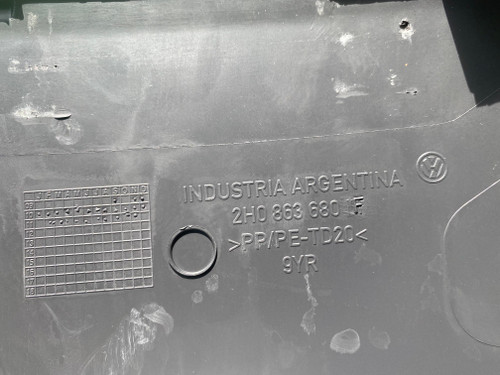 INDUSTRIA ARGENTINA
2H0 863 680 F
>PP/PE-TD20<
9YR